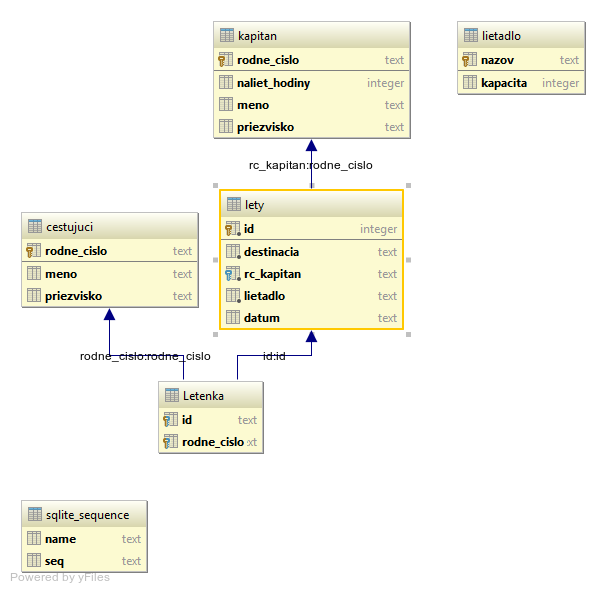 kapitan
rodne_cislo text
naliet_hodiny integer
meno text
priezvisko text
lietadlo
nazov text
kapacita integer
rc_kapitan:rodne_cislo
lety
id integer
destinacia text
rc_kapitan text
lietadlo text
datum text
cestujuci
rodne_cislo text
meno text
priezvisko text
rodne_cislo:rodne_cislo
id:id
Letenka
id text
rodne_cislo :xt
sqlite_sequence
name text
seq text
Powered by yFiles